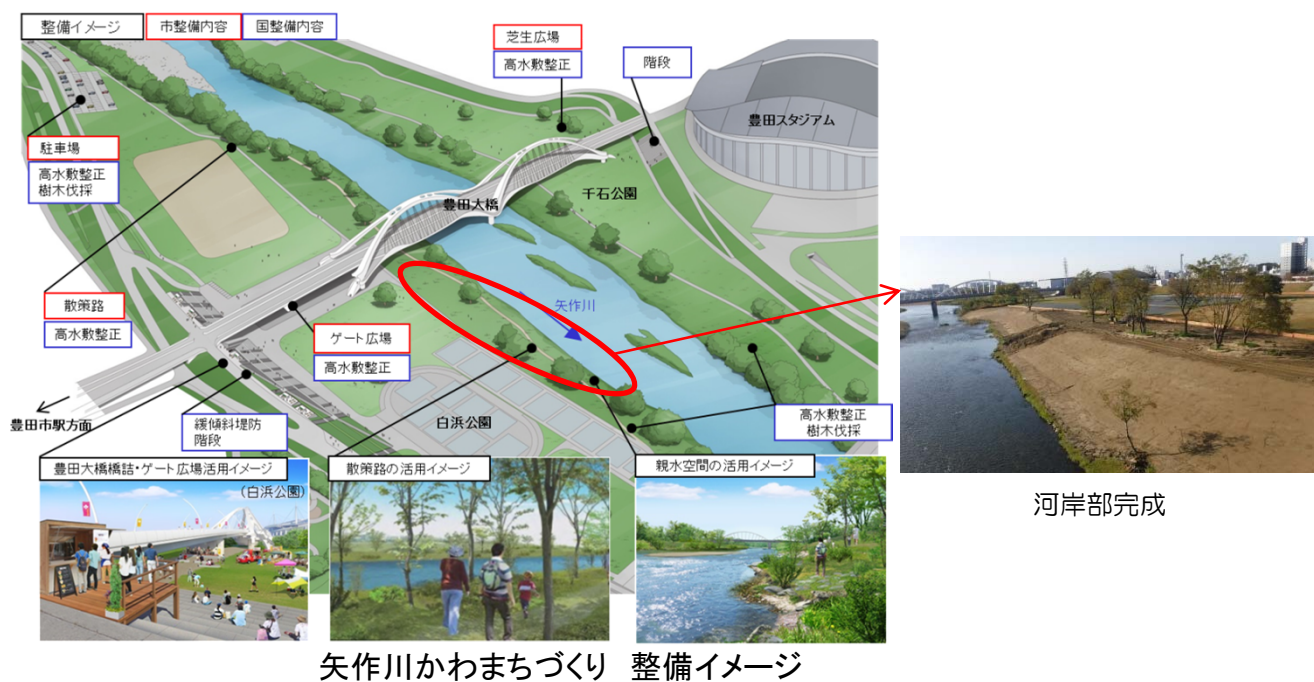 整備イメージ
市整備内容
国整備内容
芝生広場
高水敷整正
階段
豊田スタジアム
駐車場
高水敷整正
樹木伐採
千石公園
豊田大橋
散策路
高水敷整正
矢作川
ゲート広場
高水敷整正
豊田市駅方面
緩傾斜堤防
階段
白浜公園
高水敷整正
樹木伐採
豊田大橋橋詰・ゲート広場活用イメージ
(白浜公園)
散策路の活用イメージ
親水空間の活用イメージ
河岸部完成
矢作川かわまちづくり 整備イメージ